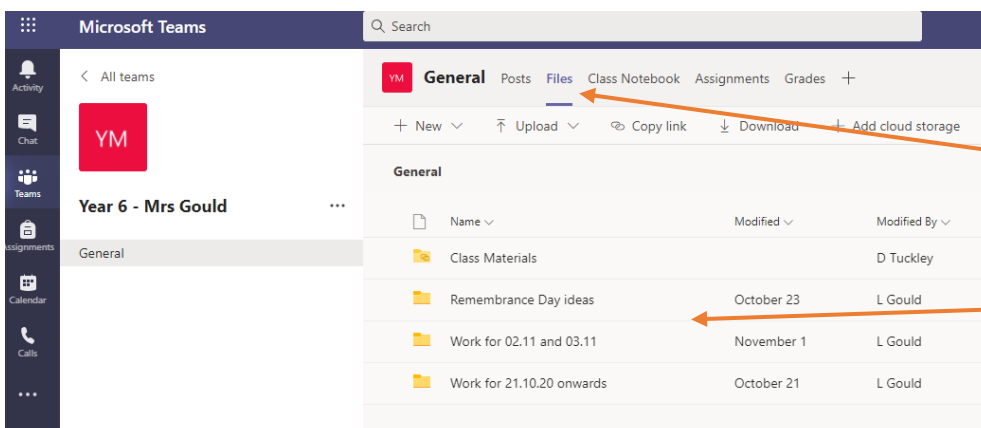 Microsoft Teams
Search
Activity
Chat
Teams
ssignments
Calendar
Calls
All teams
YM
Year 6 - Mrs Gould
General
YM General Posts Files Class Notebook Assignments Grades
New Upload Copy link Download Add cloud storage
General
Name Modified Modified By
Class Materials D Tuckley
Remembrance Day ideas October 23 L Gould
Work for 02.11 and 03.11 November 1 L Gould
Work for 21.10.20 onwards October 21 L Gould